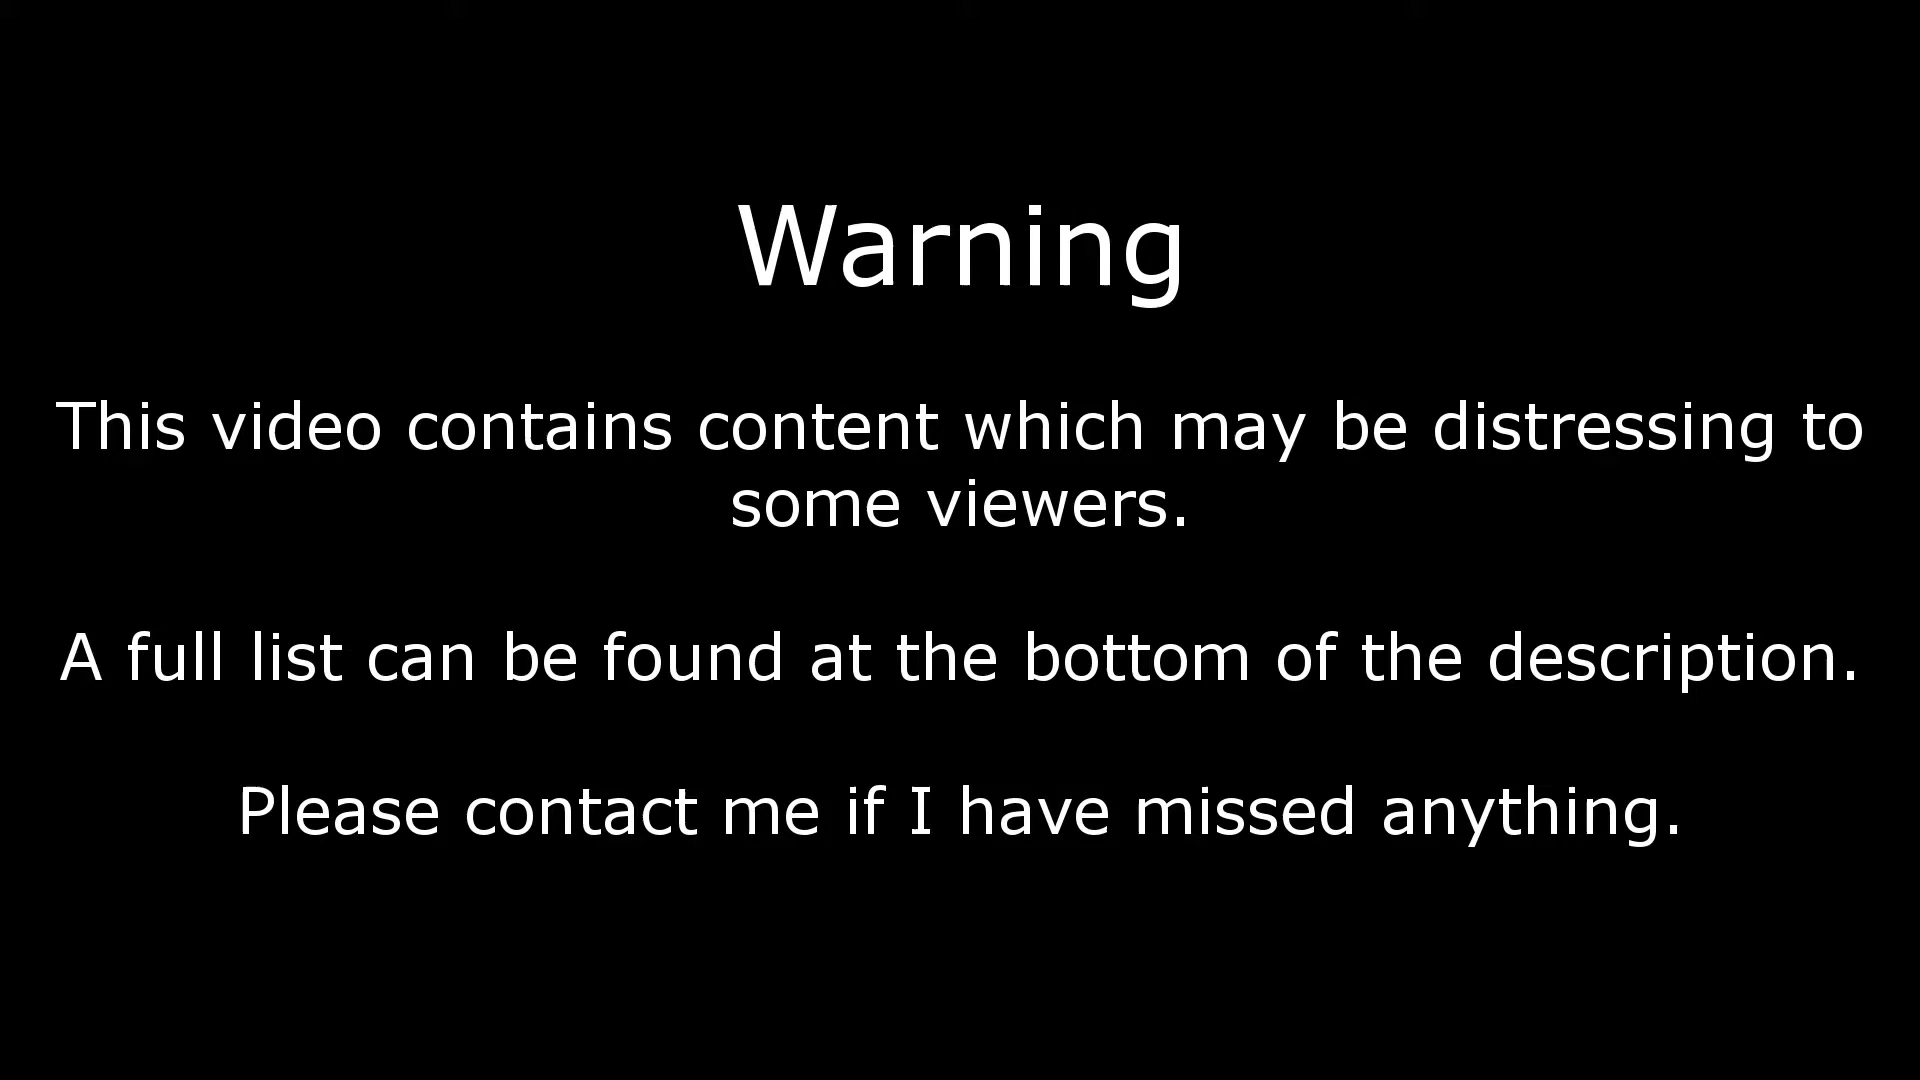 Warning
This video contains content which may be distressing to
some viewers.
A full list can be found at the bottom of the description.
Please contact me if I have missed anything.